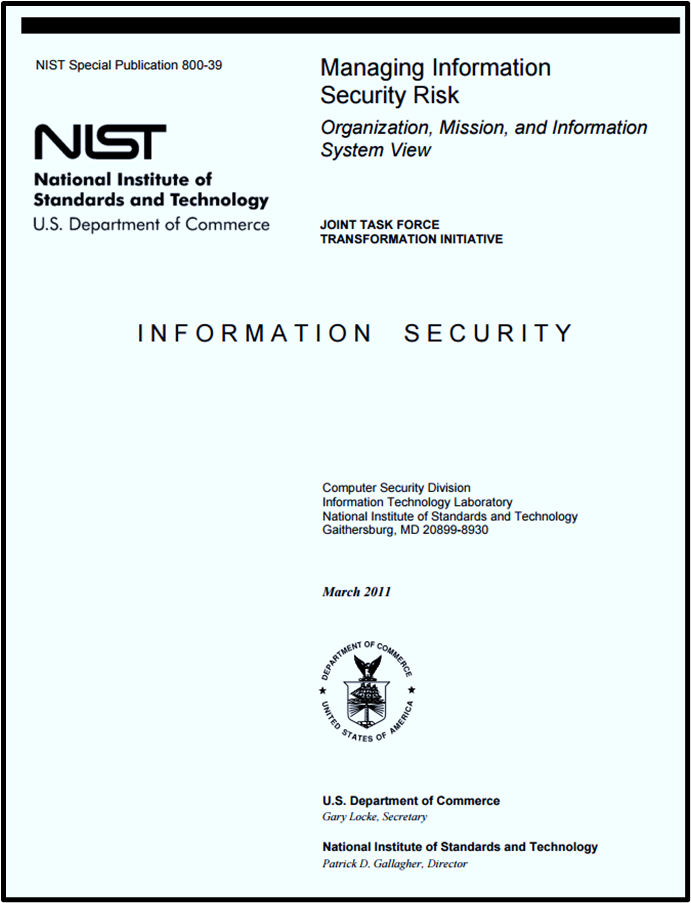 NIST Special Publication 800-39
Managing Information
Security Risk
Organization, Mission, and Information
System View
NIST
National Institute of
Standards and Technology
U.S. Department of Commerce
JOINT TASK FORCE
TRANSFORMATION INITIATIVE
INFORMATION SECURITY
Computer Security Division
Information Technology Laboratory
National Institute of Standards and Technology
Gaithersburg, MD 20899-8930
March 2011
DEPARTMENT OF COMMERCE
UNITED STATES OF AMERICA
U.S. Department of Commerce
Gary Locke, Secretary
National Institute of Standards and Technology
Patrick D. Gallagher, Director